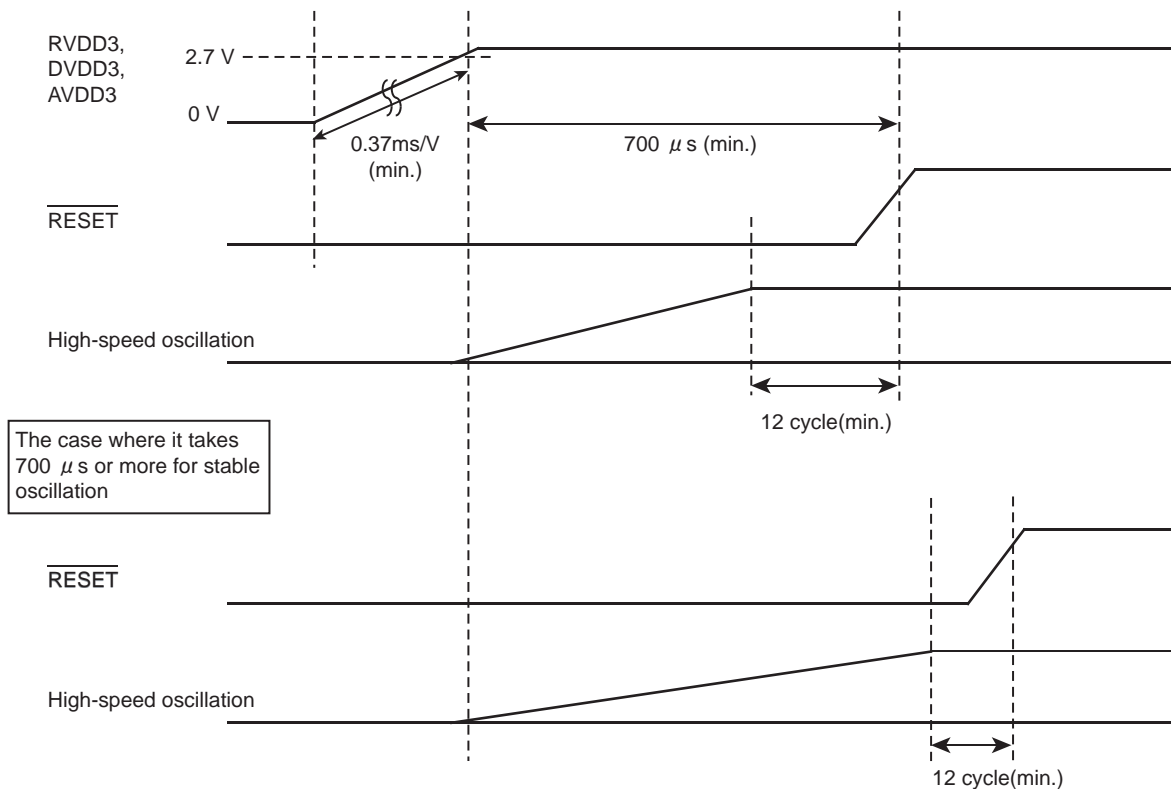 RVDD3,
DVDD3,
AVDD3
2.7 V
0 V
0.37ms/V
(min.)
700 μs (min.)
RESET
High-speed oscillation
12 cycle(min.)
The case where it takes
700 μs or more for stable
oscillation
RESET
High-speed oscillation
12 cycle(min.)